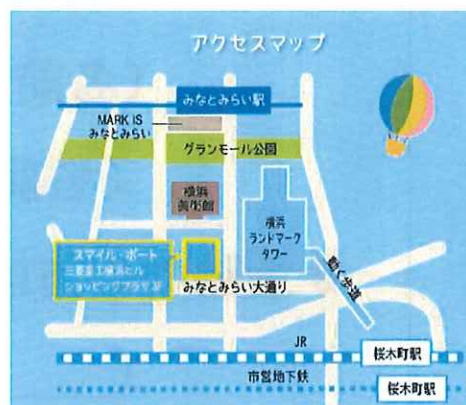 アクセスマップ
みなとみらい駅
MARK IS
みなとみらい
グランモール公園
横浜
美術館
横浜
ランドマーク
タワー
スマイル・ポート
三菱重工横浜ビル
ショッピングプラザ3F
みなとみらい大通り
動く歩道
JR
桜木町駅
市営地下鉄
桜木町駅